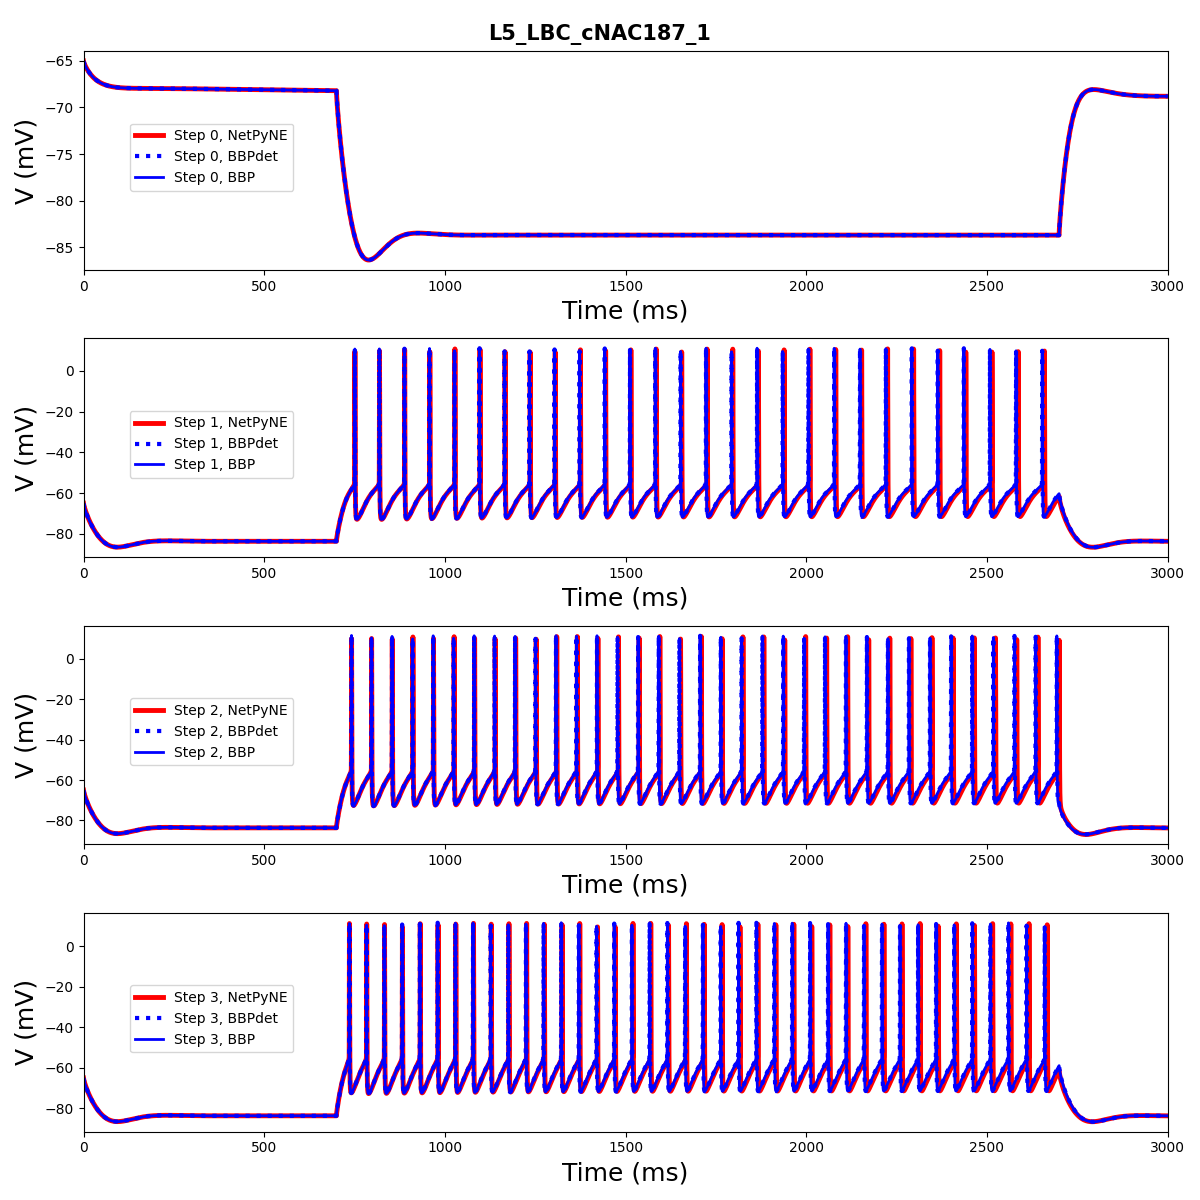 L5_LBC_cNAC187_1
−65
−70
−75
−80
−85
V (mV)
Step 0, NetPyNE
Step 0, BBPdet
Step 0, BBP
0 500 1000 1500 2000 2500 3000
Time (ms)
0
−20
−40
−60
−80
V (mV)
Step 1, NetPyNE
Step 1, BBPdet
Step 1, BBP
0 500 1000 1500 2000 2500 3000
Time (ms)
0
−20
−40
−60
−80
V (mV)
Step 2, NetPyNE
Step 2, BBPdet
Step 2, BBP
0 500 1000 1500 2000 2500 3000
Time (ms)
0
−20
−40
−60
−80
V (mV)
Step 3, NetPyNE
Step 3, BBPdet
Step 3, BBP
0 500 1000 1500 2000 2500 3000
Time (ms)